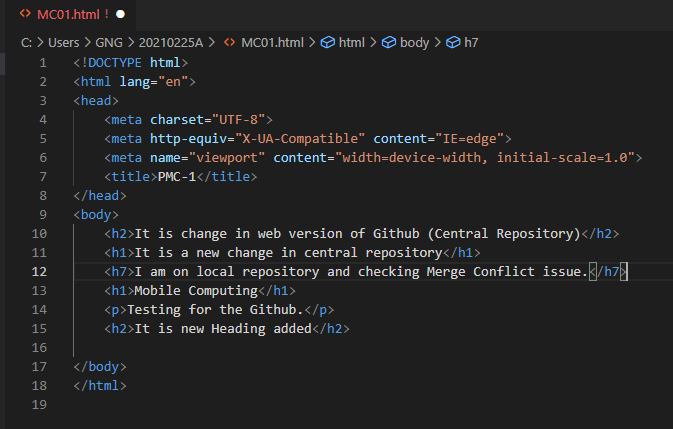 <> MC01.html ! ●
C: > Users > GNG > 20210225A > <> MC01.html > html > body > h7
1 <!DOCTYPE html>
2 <html lang="en">
3 <head>
4     <meta charset="UTF-8">
5     <meta http-equiv="X-UA-Compatible" content="IE=edge">
6     <meta name="viewport" content="width=device-width, initial-scale=1.0">
7     <title>PMC-1</title>
8 </head>
9 <body>
10     <h2>It is change in web version of Github (Central Repository)</h2>
11     <h1>It is a new change in central repository</h1>
12     <h7>I am on local repository and checking Merge Conflict issue.</h7>
13     <h1>Mobile Computing</h1>
14     <p>Testing for the Github.</p>
15     <h2>It is new Heading added</h2>
16
17 </body>
18 </html>
19